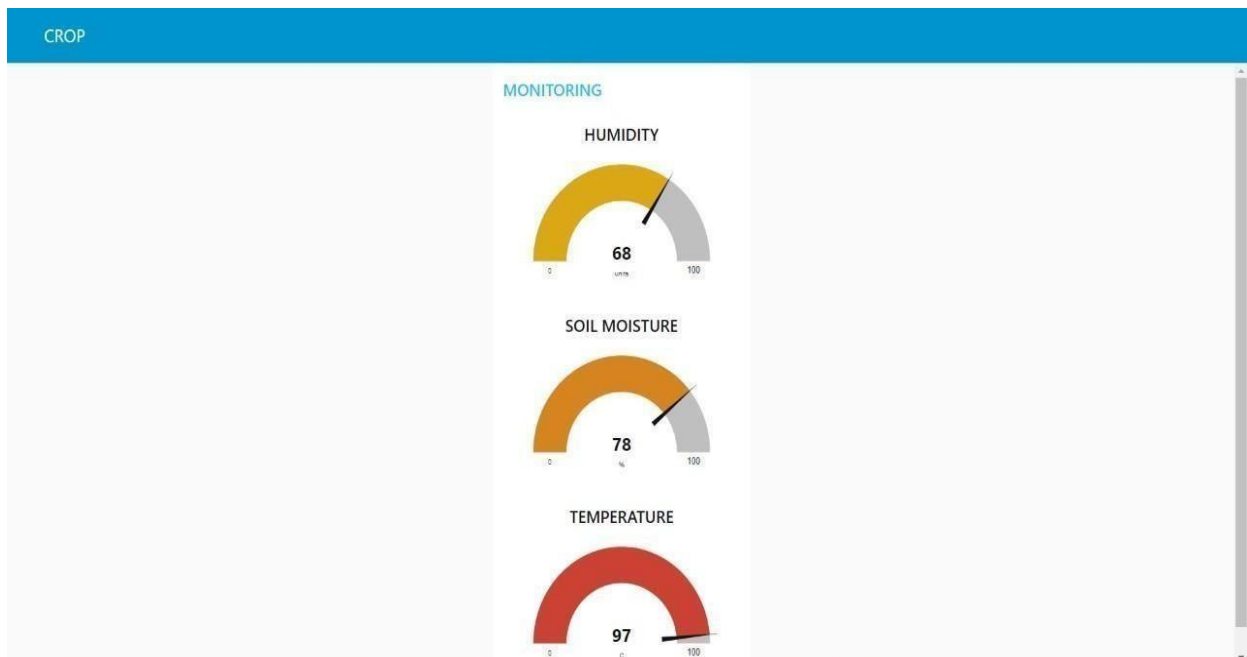 CROP
MONITORING
HUMIDITY
68
units
0 100
SOIL MOISTURE
78
%
0 100
TEMPERATURE
97
C
0 100